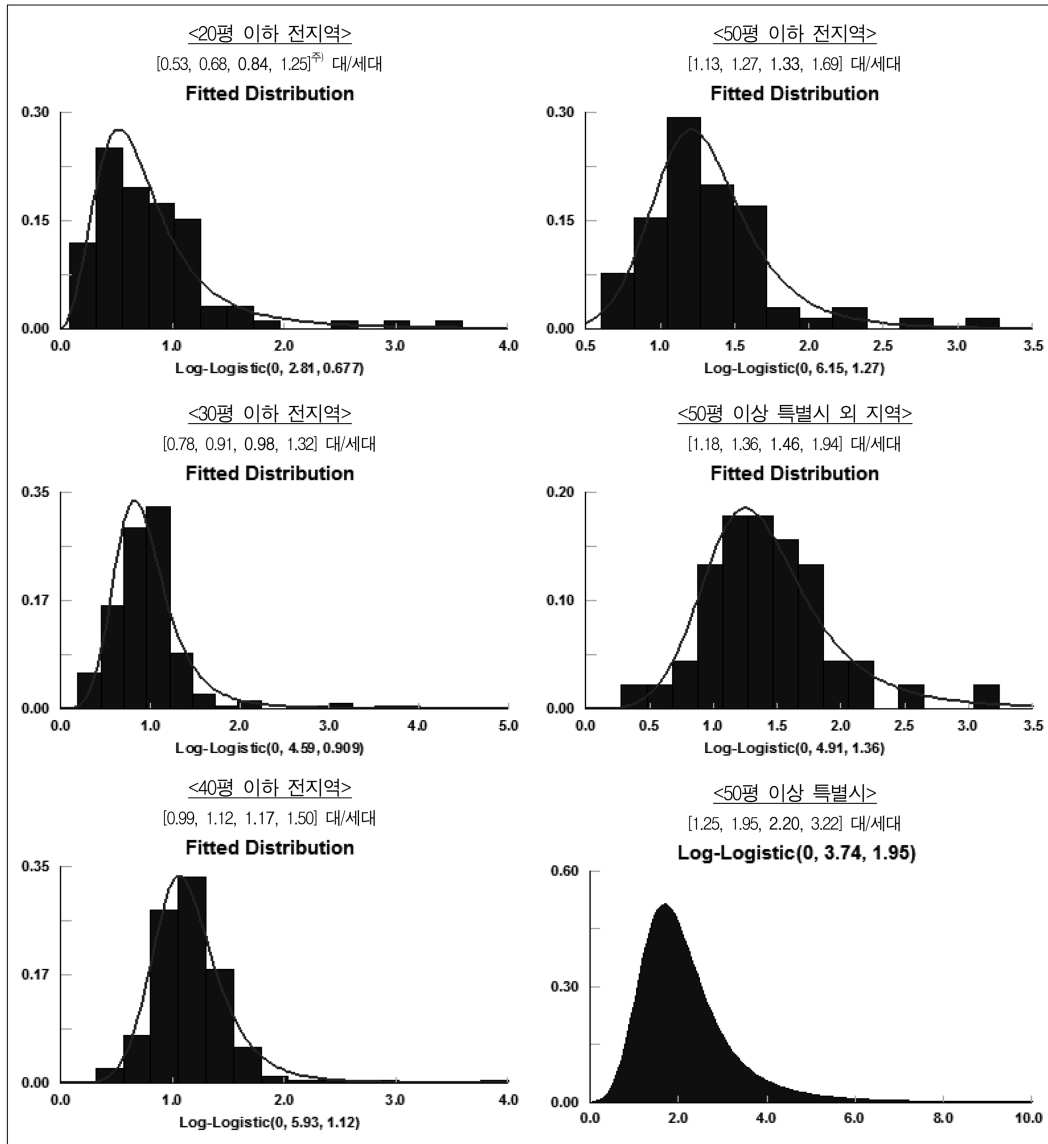 <20평 이하 전지역>
[0.53, 0.68, 0.84, 1.25]주) 대/세대
Fitted Distribution
0.30
0.15
0.00
0.0 1.0 2.0 3.0 4.0
Log-Logistic(0, 2.81, 0.677)
<50평 이하 전지역>
[1.13, 1.27, 1.33, 1.69] 대/세대
Fitted Distribution
0.30
0.15
0.00
0.5 1.0 1.5 2.0 2.5 3.0 3.5
Log-Logistic(0, 6.15, 1.27)
<30평 이하 전지역>
[0.78, 0.91, 0.98, 1.32] 대/세대
Fitted Distribution
0.35
0.17
0.00
0.0 1.0 2.0 3.0 4.0 5.0
Log-Logistic(0, 4.59, 0.909)
<50평 이상 특별시 외 지역>
[1.18, 1.36, 1.46, 1.94] 대/세대
Fitted Distribution
0.20
0.10
0.00
0.0 0.5 1.0 1.5 2.0 2.5 3.0 3.5
Log-Logistic(0, 4.91, 1.36)
<40평 이하 전지역>
[0.99, 1.12, 1.17, 1.50] 대/세대
Fitted Distribution
0.35
0.17
0.00
0.0 1.0 2.0 3.0 4.0
Log-Logistic(0, 5.93, 1.12)
<50평 이상 특별시>
[1.25, 1.95, 2.20, 3.22] 대/세대
Log-Logistic(0, 3.74, 1.95)
0.60
0.30
0.00
0.0 2.0 4.0 6.0 8.0 10.0